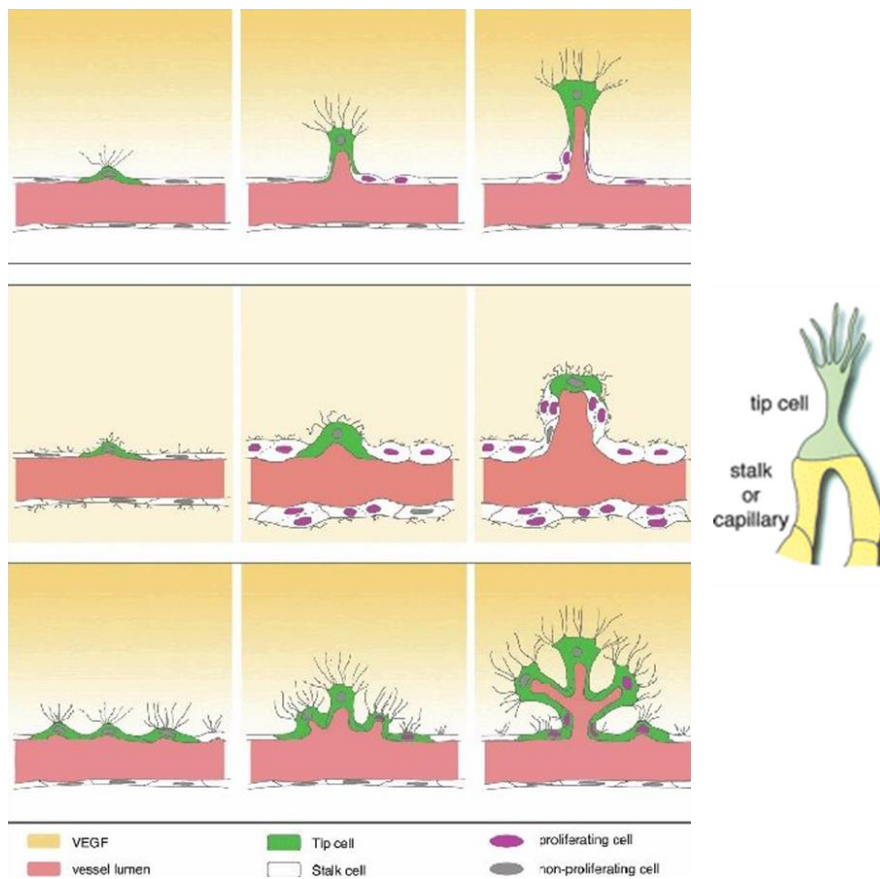 tip cell
stalk
or
capillary
VEGF
Tip cell
proliferating cell
vessel lumen
Stalk cell
non-proliferating cell